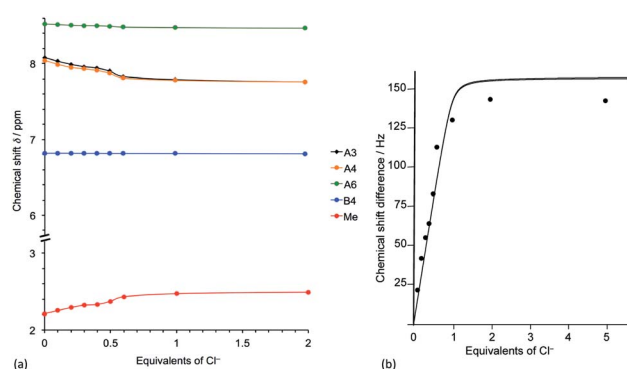 8
7
6
3
2
0
0.5
1.0
1.5
2
Chemical shift δ / ppm
Equivalents of Cl⁻
(a)
A3
A4
A6
B4
Me
150
125
100
75
50
25
0
1
2
3
4
5
Chemical shift difference / Hz
Equivalents of Cl⁻
(b)